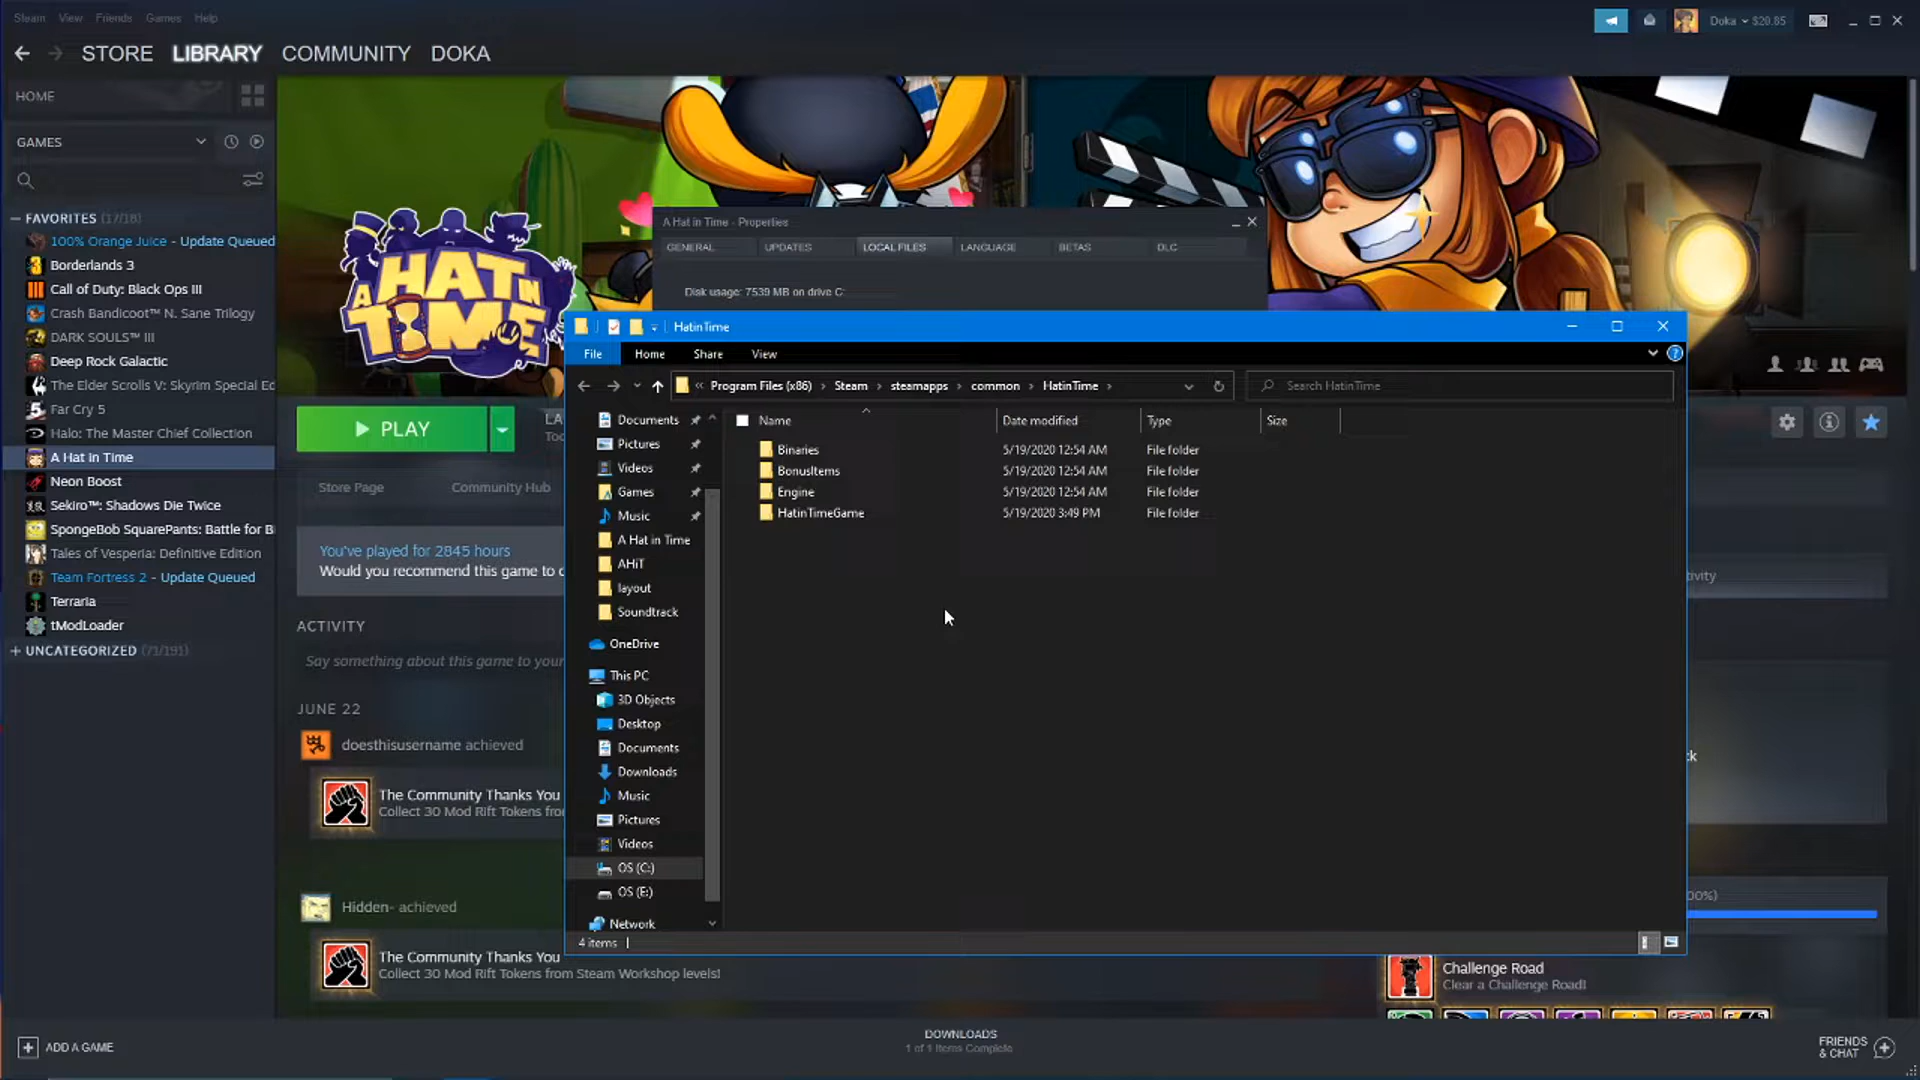 Steam View Friends Games Help
Doka $20.85
STORE LIBRARY COMMUNITY DOKA
HOME
GAMES
FAVORITES (17/18)
100% Orange Juice - Update Queued
Borderlands 3
Call of Duty: Black Ops III
Crash Bandicoot™ N. Sane Trilogy
DARK SOULS™ III
Deep Rock Galactic
The Elder Scrolls V: Skyrim Special Ed
Far Cry 5
Halo: The Master Chief Collection
A Hat in Time
Neon Boost
Sekiro™: Shadows Die Twice
SpongeBob SquarePants: Battle for B
Tales of Vesperia: Definitive Edition
Team Fortress 2 - Update Queued
Terraria
tModLoader
UNCATEGORIZED (71/191)
A HAT IN TIME
PLAY
LA
Store Page
Community Hub
You've played for 2845 hours
Would you recommend this game to
ACTIVITY
Say something about this game to your
JUNE 22
doesthisusername achieved
The Community Thanks You
Collect 30 Mod Rift Tokens
Hidden- achieved
The Community Thanks You
Collect 30 Mod Rift Tokens from Steam Workshop levels!
A Hat in Time - Properties
GENERAL UPDATES LOCAL FILES LANGUAGE BETAS DLC
Disk usage: 7539 MB on drive C:
HatinTime
File Home Share View
Program Files (x86) Steam steamapps common HatinTime
Search HatinTime
Name Date modified Type Size
Binaries 5/19/2020 12:54 AM File folder
BonusItems 5/19/2020 12:54 AM File folder
Engine 5/19/2020 12:54 AM File folder
HatinTimeGame 5/19/2020 3:49 PM File folder
Documents
Pictures
Videos
Games
Music
A Hat in Time
AHiT
layout
Soundtrack
OneDrive
This PC
3D Objects
Desktop
Documents
Downloads
Music
Pictures
Videos
OS (C:)
OS (E:)
Network
4 items
Challenge Road
Clear a Challenge Road!
ADD A GAME
DOWNLOADS
1 of 1 Items Complete
FRIENDS
& CHAT